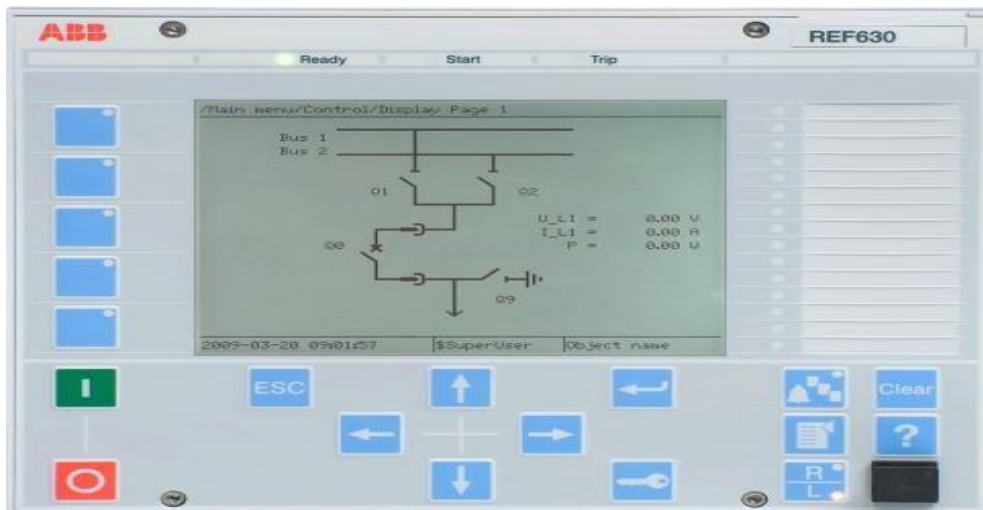 ABB
REF630
Ready Start Trip
/Main menu/Control/Display Page 1
Bus 1
Bus 2
Q1 Q2
U_L1 = 0.00 V
I_L1 = 0.00 A
Q0 P = 0.00 W
Q9
2009-03-20 09:01:57 $SuperUser Object name
I ESC Clear
?
O R
L